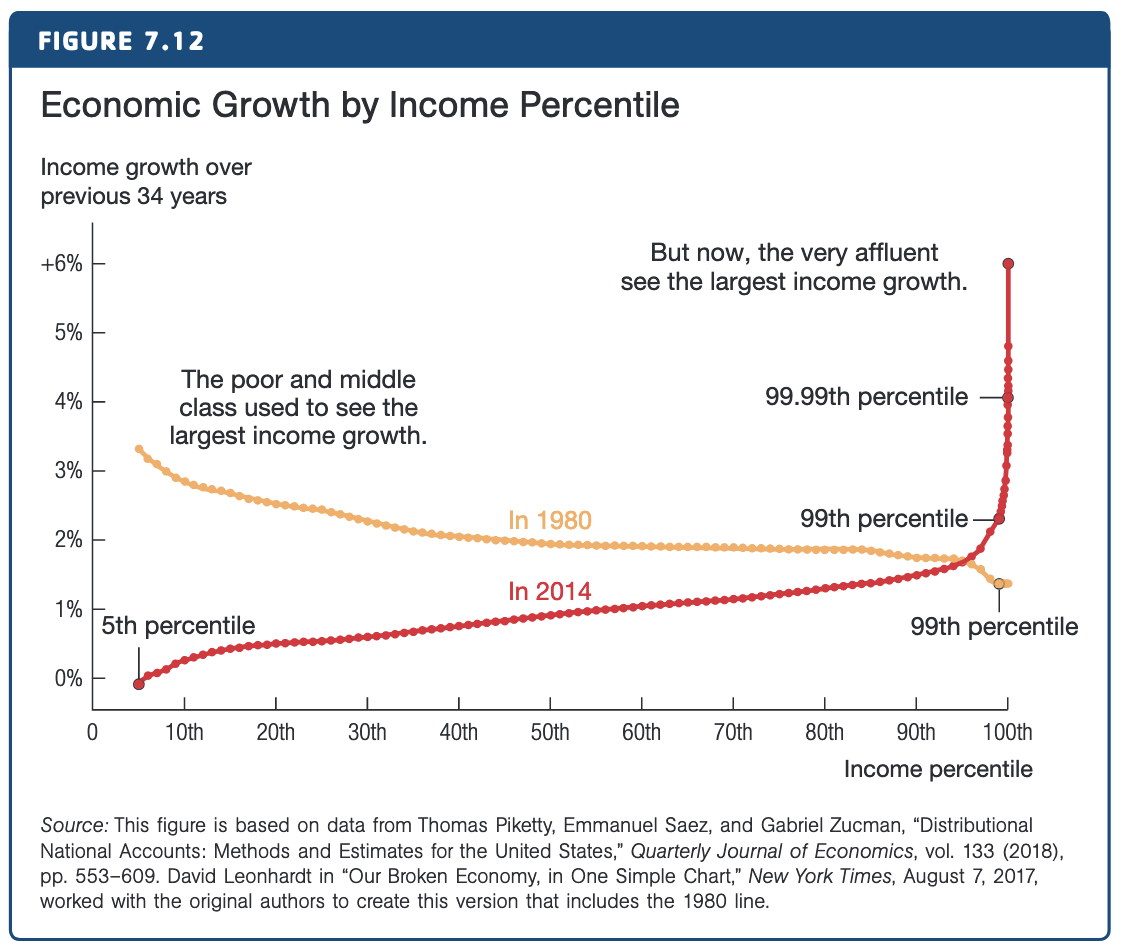 FIGURE 7.12
Economic Growth by Income Percentile
Income growth over
previous 34 years
+6%
5%
4%
3%
2%
1%
0%
The poor and middle
class used to see the
largest income growth.
But now, the very affluent
see the largest income growth.
99.99th percentile
99th percentile
In 1980
In 2014
5th percentile
99th percentile
0 10th 20th 30th 40th 50th 60th 70th 80th 90th 100th
Income percentile
Source: This figure is based on data from Thomas Piketty, Emmanuel Saez, and Gabriel Zucman, “Distributional
National Accounts: Methods and Estimates for the United States,” Quarterly Journal of Economics, vol. 133 (2018),
pp. 553–609. David Leonhardt in “Our Broken Economy, in One Simple Chart,” New York Times, August 7, 2017,
worked with the original authors to create this version that includes the 1980 line.